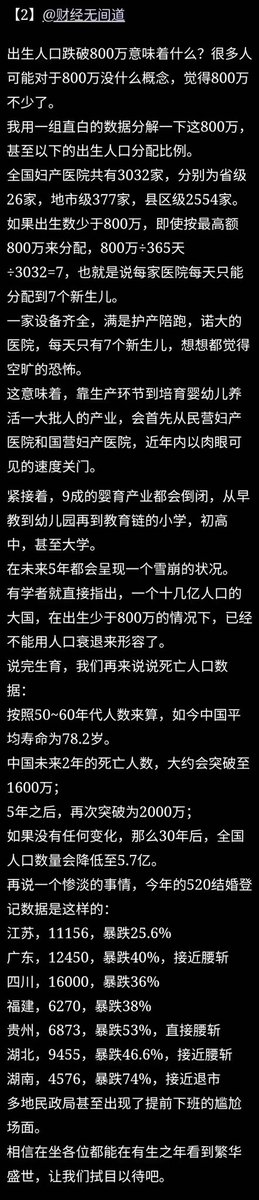 【2】@财经无间道
出生人口跌破800万意味着什么？很多人
可能对于800万没什么概念，觉得800万
不少了。
我用一组直白的数据分解一下这800万，
甚至以下的出生人口分配比例。
全国妇产医院共有3032家，分别为省级
26家，地市级377家，县区级2554家。
如果出生数少于800万，即使按最高额
800万来分配，800万÷365天
÷3032=7，也就是说每家医院每天只能
分配到7个新生儿。
一家设备齐全，满是护产陪跑，诺大的
医院，每天只有7个新生儿，想想都觉得
空旷的恐怖。
这意味着，靠生产环节到培育婴幼儿养
活一大批人的产业，会首先从民营妇产
医院和国营妇产医院，近年内以肉眼可
见的速度关门。
紧接着，9成的婴育产业都会倒闭，从早
教到幼儿园再到教育链的小学，初高
中，甚至大学。
在未来5年都会呈现一个雪崩的状况。
有学者就直接指出，一个十几亿人口的
大国，在出生少于800万的情况下，已经
不能用人口衰退来形容了。
说完生育，我们再来说说死亡人口数
据：
按照50~60年代人数来算，如今中国平
均寿命为78.2岁。
中国未来2年的死亡人数，大约会突破至
1600万；
5年之后，再次突破为2000万；
如果没有任何变化，那么30年后，全国
人口数量会降低至5.7亿。
再说一个惨淡的事情，今年的520结婚登
记数据是这样的：
江苏，11156，暴跌25.6%
广东，12450，暴跌40%，接近腰斩
四川，16000，暴跌36%
福建，6270，暴跌38%
贵州，6873，暴跌53%，直接腰斩
湖北，9455，暴跌46.6%，接近腰斩
湖南，4576，暴跌74%，接近退市
多地民政局甚至出现了提前下班的尴尬
场面。
相信在坐各位都能在有生之年看到繁华
盛世，让我们拭目以待吧。